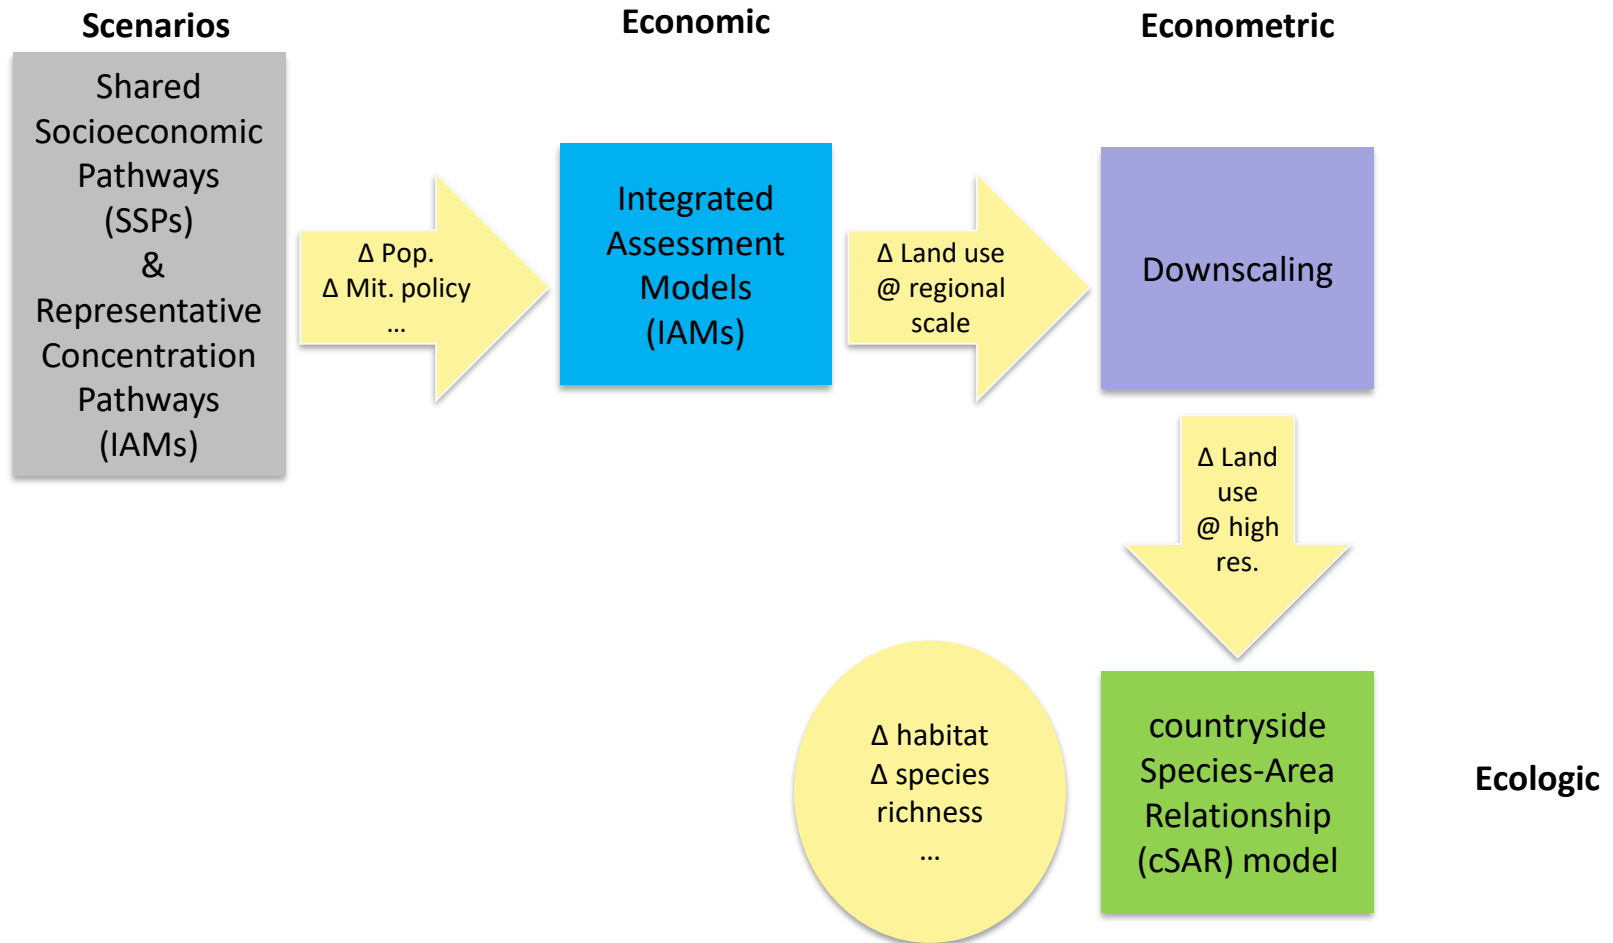 Scenarios
Shared
Socioeconomic
Pathways
(SSPs)
&
Representative
Concentration
Pathways
(IAMs)
Δ Pop.
Δ Mit. policy
...
Economic
Integrated
Assessment
Models
(IAMs)
Δ Land use
@ regional
scale
Econometric
Downscaling
Δ Land
use
@ high
res.
countryside
Species-Area
Relationship
(cSAR) model
Ecologic
Δ habitat
Δ species
richness
...